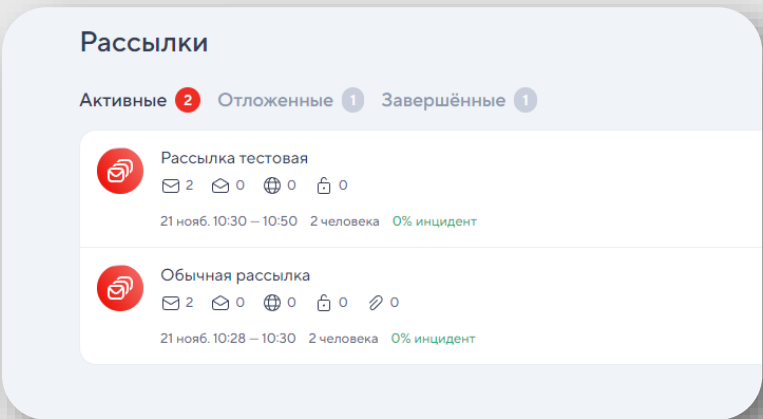 Рассылки
Активные 2 Отложенные 1 Завершённые 1
Рассылка тестовая
2 0 0 0
21 нояб. 10:30 — 10:50 2 человека 0% инцидент
Обычная рассылка
2 0 0 0 0
21 нояб. 10:28 — 10:30 2 человека 0% инцидент